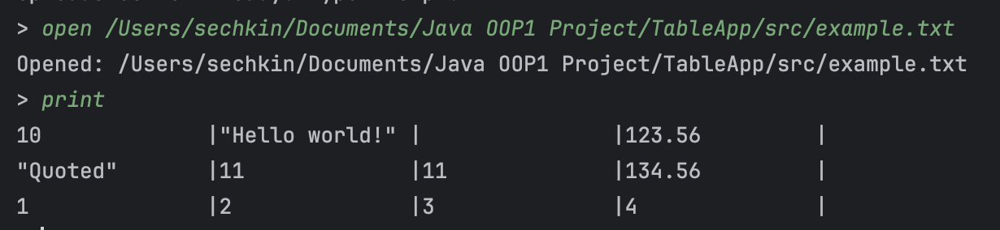 > open /Users/sechkin/Documents/Java OOP1 Project/TableApp/src/example.txt
Opened: /Users/sechkin/Documents/Java OOP1 Project/TableApp/src/example.txt
> print
10             |"Hello world!" |               |123.56         |
"Quoted"       |11             |11             |134.56         |
1              |2              |3              |4              |